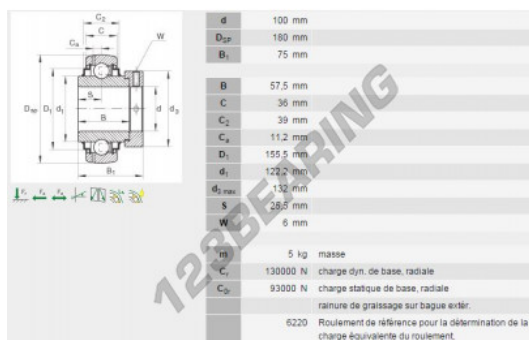 C₂
C
Cₐ
W
S
B
Dsp
D₁
d₁
d
d₃
B₁
Fr
Fa
Fa
d 100 mm
DSP 180 mm
B₁ 75 mm
B 57,5 mm
C 36 mm
C₂ 39 mm
Cₐ 11,2 mm
D₁ 155,5 mm
d₁ 122,2 mm
d₃ max 132 mm
S 28,5 mm
W 6 mm
m 5 kg masse
Cr 130000 N charge dyn. de base, radiale
C0r 93000 N charge statique de base, radiale
rainure de graissage sur bague extér.
6220 Roulement de référence pour la détermination de la
charge équivalente du roulement.
123BEARING